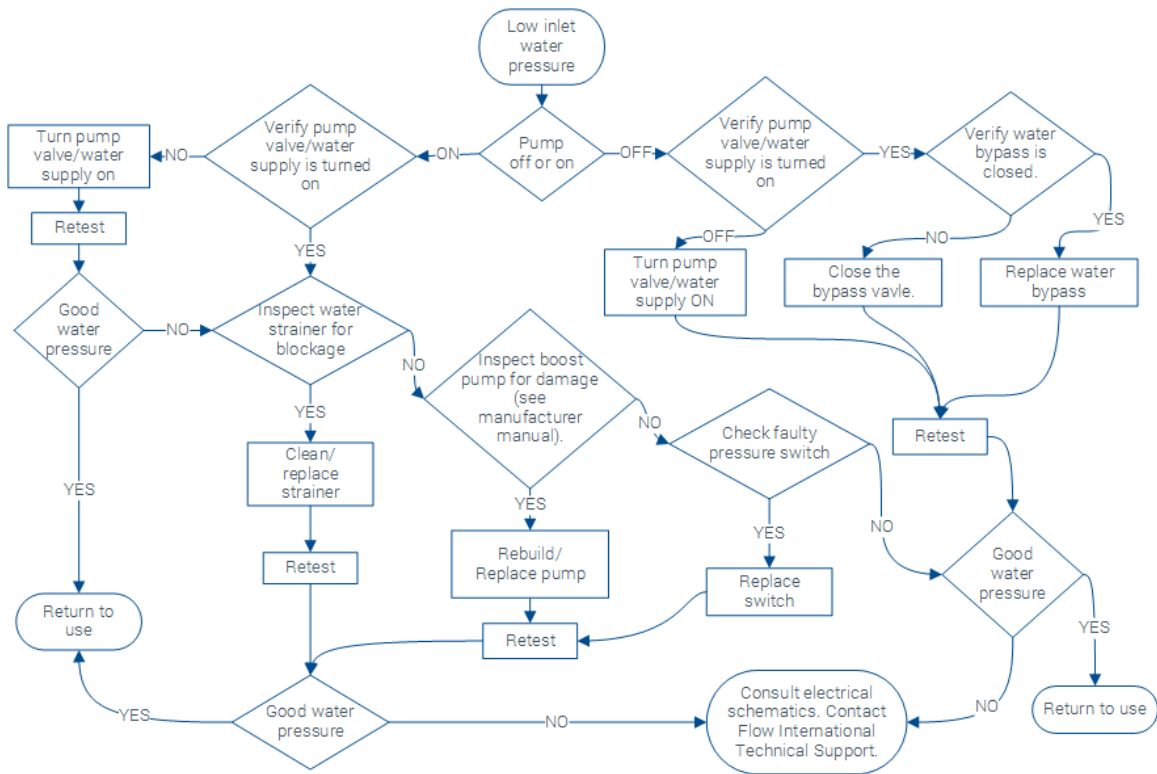 Low inlet
water
pressure
Pump
off or on
ON
OFF
Verify pump
valve/water
supply is turned
on
NO
Turn pump
valve/water
supply on
Retest
Good
water
pressure
NO
YES
YES
Inspect water
strainer for
blockage
YES
Clean/
replace
strainer
Retest
NO
Inspect boost
pump for damage
(see
manufacturer
manual).
YES
Rebuild/
Replace pump
Retest
NO
Check faulty
pressure switch
YES
Replace
switch
NO
Verify pump
valve/water
supply is turned
on
YES
OFF
Turn pump
valve/water
supply ON
Verify water
bypass is
closed.
NO
Close the
bypass vavle.
YES
Replace water
bypass
Retest
Good
water
pressure
YES
Return to use
NO
Return to
use
YES
Good water
pressure
NO
Consult electrical
schematics. Contact
Flow International
Technical Support.